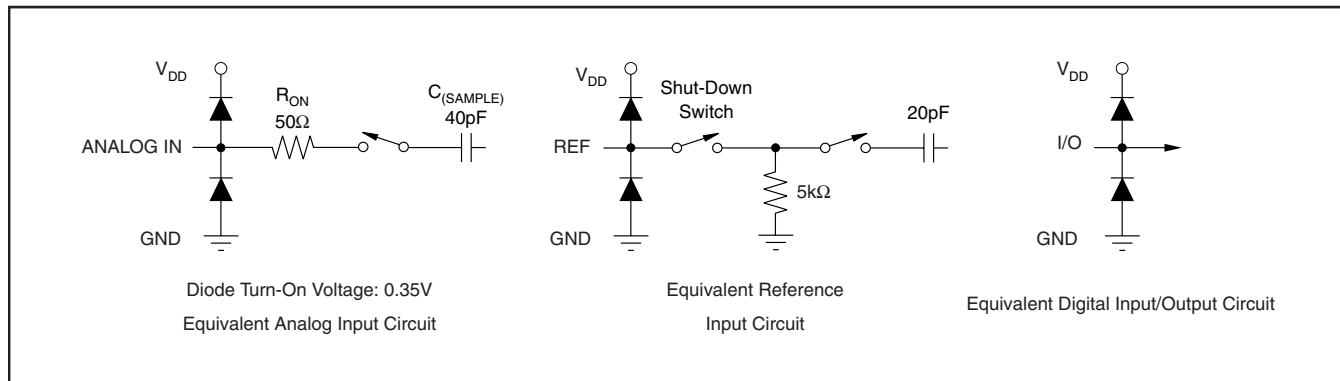 V_DD
R_ON
50Ω
C_(SAMPLE)
40pF
ANALOG IN
GND
Diode Turn-On Voltage: 0.35V
Equivalent Analog Input Circuit
V_DD
Shut-Down
Switch
20pF
REF
5kΩ
GND
Equivalent Reference
Input Circuit
V_DD
I/O
GND
Equivalent Digital Input/Output Circuit